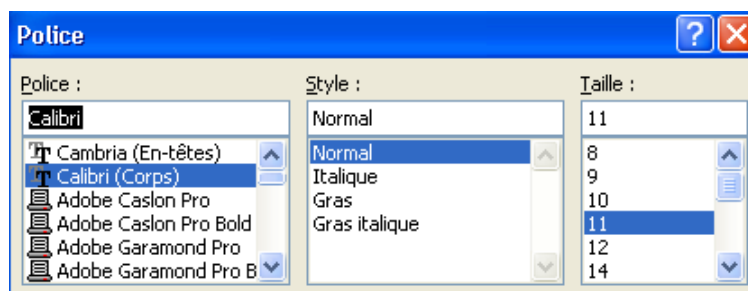 Police
Police :
Calibri
Cambria (En-têtes)
Calibri (Corps)
Adobe Caslon Pro
Adobe Caslon Pro Bold
Adobe Garamond Pro
Adobe Garamond Pro B
Style :
Normal
Normal
Italique
Gras
Gras italique
Taille :
11
8
9
10
11
12
14